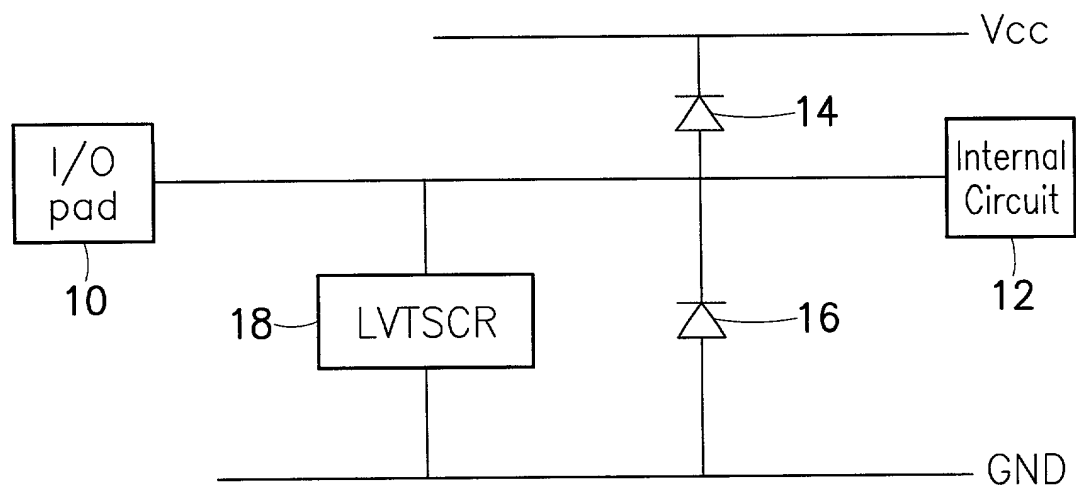 Vcc
14
I/O
pad
Internal
Circuit
10
18
LVTSCR
16
12
GND